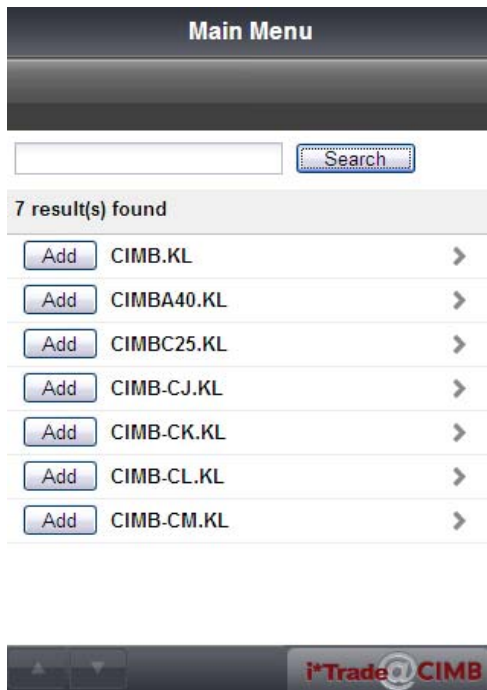 Main Menu
Search
7 result(s) found
Add CIMB.KL
Add CIMBA40.KL
Add CIMBC25.KL
Add CIMB-CJ.KL
Add CIMB-CK.KL
Add CIMB-CL.KL
Add CIMB-CM.KL
i*Trade@CIMB